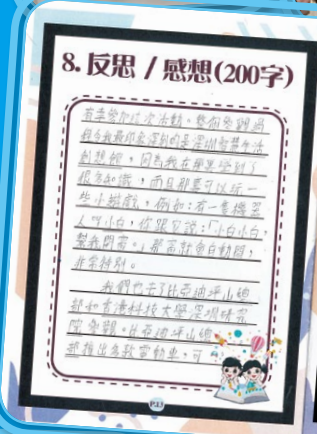 8. 反思 / 感想(200字)
有幸參加這次活動。整個參觀過
程令我最印象深刻的是深圳智慧生活
創想館，因為我在那裏學到了
很多知識，而且那裏可以玩一
些小遊戲，例如：有一隻機器
人叫小白，你跟它說：「小白小白，
幫我開窗。」那窗就會自動開，
非常特別。
我們也去了比亞迪坪山總
部和香港科技大學深圳研究
院參觀。比亞迪坪山總
部推出多款電動車，可
P.23